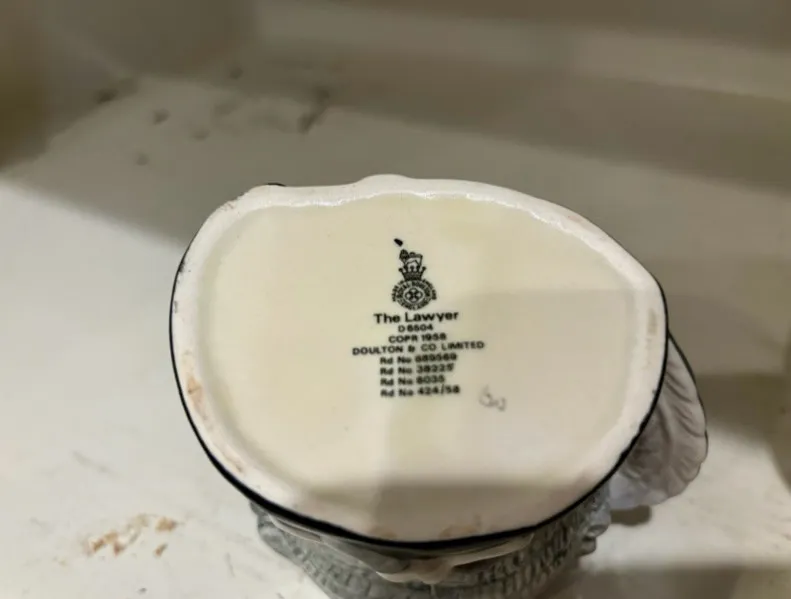 The Lawyer
D 6504
COPR 1958
DOULTON & CO LIMITED
Rd No 889569
Rd No 38225
Rd No 8035
Rd No 424/58